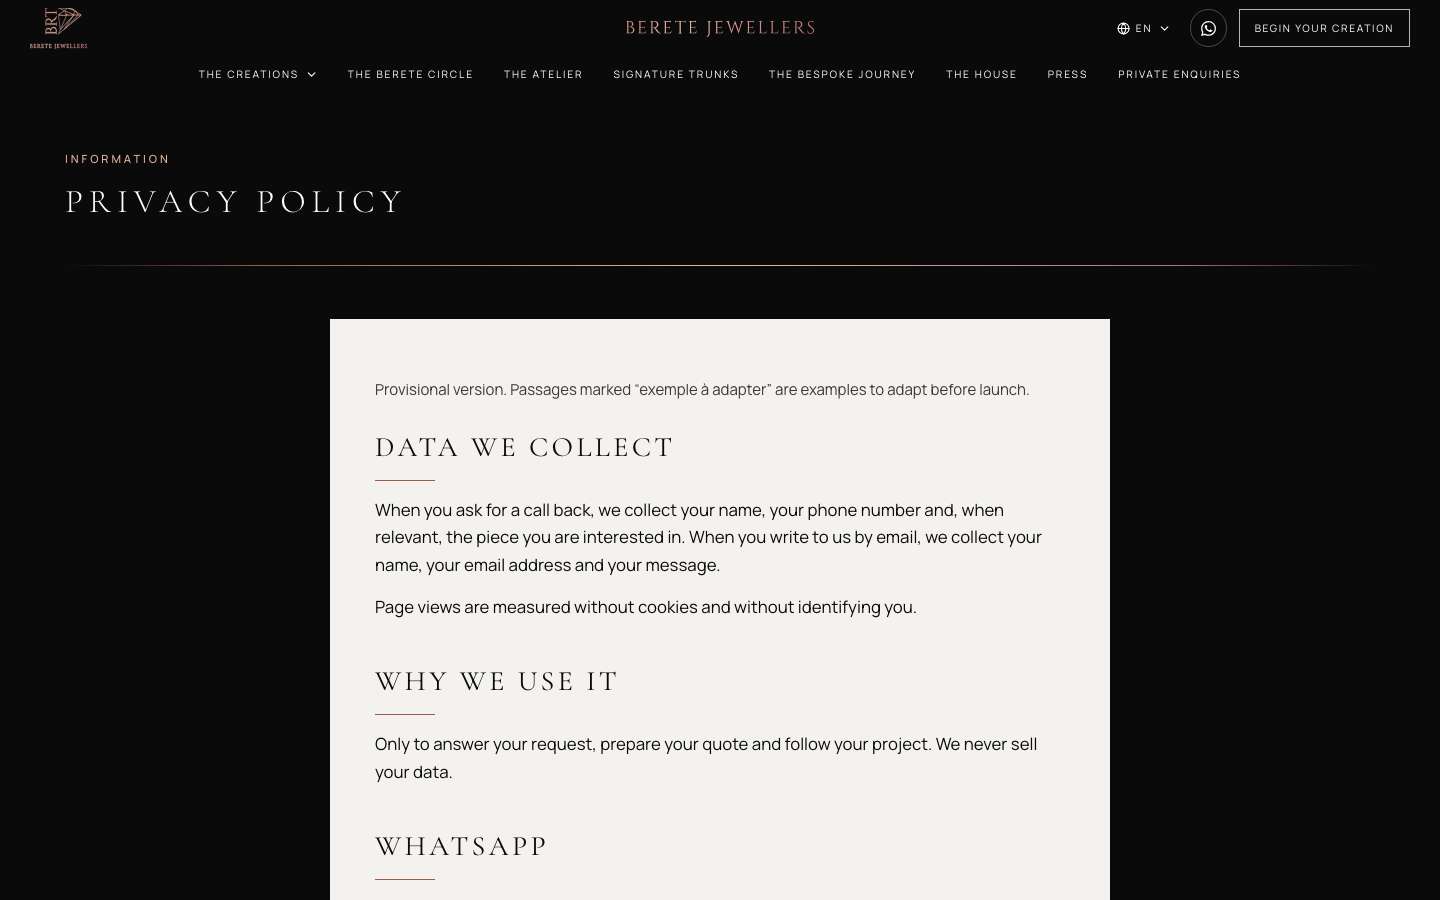 BRT
BERETE JEWELLERS
BERETE JEWELLERS
EN
BEGIN YOUR CREATION
THE CREATIONS
THE BERETE CIRCLE
THE ATELIER
SIGNATURE TRUNKS
THE BESPOKE JOURNEY
THE HOUSE
PRESS
PRIVATE ENQUIRIES
INFORMATION
PRIVACY POLICY
Provisional version. Passages marked “exemple à adapter” are examples to adapt before launch.
DATA WE COLLECT
When you ask for a call back, we collect your name, your phone number and, when
relevant, the piece you are interested in. When you write to us by email, we collect your
name, your email address and your message.
Page views are measured without cookies and without identifying you.
WHY WE USE IT
Only to answer your request, prepare your quote and follow your project. We never sell
your data.
WHATSAPP